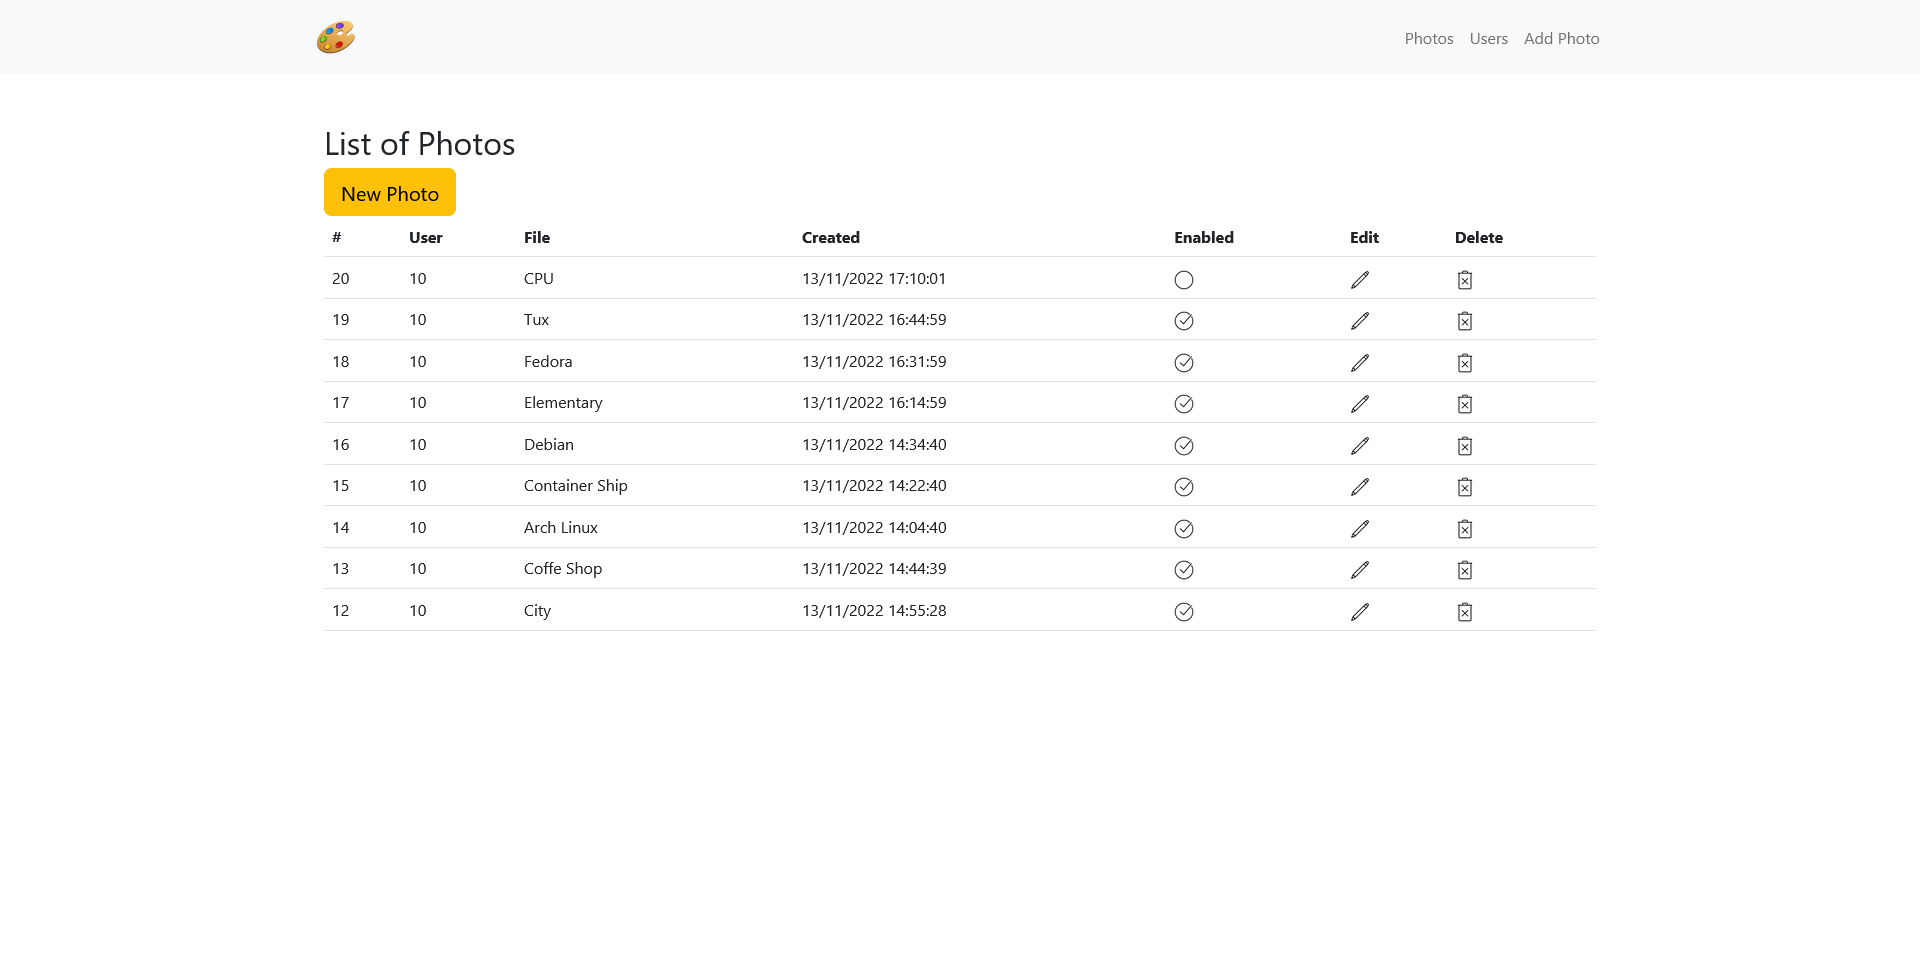 Photos Users Add Photo
List of Photos
New Photo
# User File Created Enabled Edit Delete
20 10 CPU 13/11/2022 17:10:01
19 10 Tux 13/11/2022 16:44:59
18 10 Fedora 13/11/2022 16:31:59
17 10 Elementary 13/11/2022 16:14:59
16 10 Debian 13/11/2022 14:34:40
15 10 Container Ship 13/11/2022 14:22:40
14 10 Arch Linux 13/11/2022 14:04:40
13 10 Coffe Shop 13/11/2022 14:44:39
12 10 City 13/11/2022 14:55:28